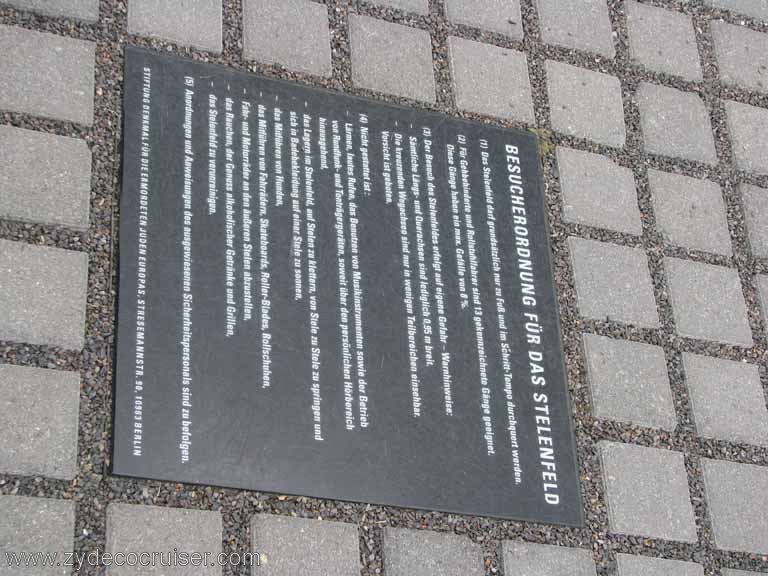 BESUCHERORDNUNG FÜR DAS STELENFELD
(1) Das Stelenfeld darf grundsätzlich nur zu Fuß und im Schritt-Tempo durchquert werden.
(2) Für Gehbehinderte und Rollstuhlfahrer sind 13 gekennzeichnete Gänge geeignet.
Diese Gänge haben ein max. Gefälle von 8 %.
(3) Der Besuch des Stelenfeldes erfolgt auf eigene Gefahr – Warnhinweise:
- Sämtliche Längs- und Querachsen sind lediglich 0,95 m breit.
- Die kreuzenden Wegachsen sind nur in wenigen Teilbereichen einsehbar.
Vorsicht ist geboten.
(4) Nicht gestattet ist :
- Lärmen, lautes Rufen, das Benutzen von Musikinstrumenten sowie der Betrieb
von Rundfunk- und Tonträgergeräten, soweit über den persönlichen Hörbereich
hinausgehend,
- das Lagern im Stelenfeld, auf Stelen zu klettern, von Stele zu Stele zu springen und
sich in Badebekleidung auf einer Stele zu sonnen,
- das Mitführen von Hunden,
- das Mitführen von Fahrrädern, Skateboards, Roller-Blades, Rollschuhen,
- Fahr- und Motorräder an den äußeren Stelen abzustellen,
- das Rauchen, der Genuss alkoholischer Getränke und Grillen,
- das Stelenfeld zu verunreinigen.
(5) Anordnungen und Anweisungen des ausgewiesenen Sicherheitspersonals sind zu befolgen.
STIFTUNG DENKMAL FÜR DIE ERMORDETEN JUDEN EUROPAS, STRESEMANNSTR. 90, 10963 BERLIN
www.zydecocruiser.com